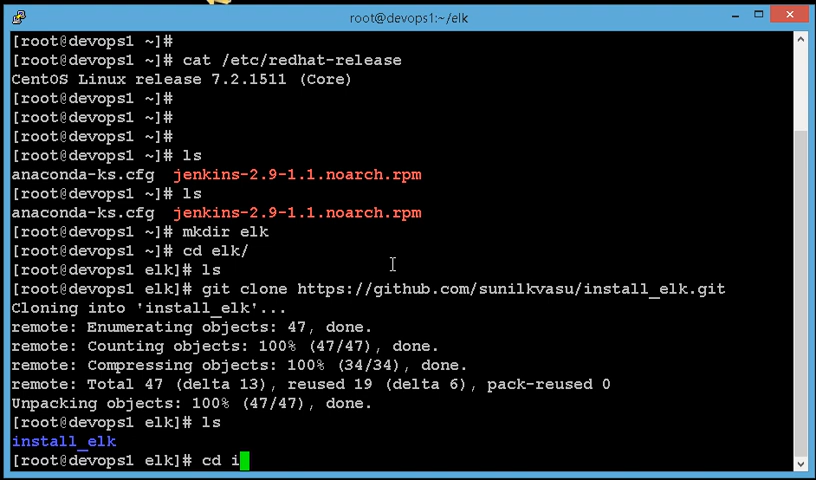 root@devops1:~/elk
[root@devops1 ~]#
[root@devops1 ~]# cat /etc/redhat-release
CentOS Linux release 7.2.1511 (Core)
[root@devops1 ~]#
[root@devops1 ~]#
[root@devops1 ~]#
[root@devops1 ~]# ls
anaconda-ks.cfg  jenkins-2.9-1.1.noarch.rpm
[root@devops1 ~]# ls
anaconda-ks.cfg  jenkins-2.9-1.1.noarch.rpm
[root@devops1 ~]# mkdir elk
[root@devops1 ~]# cd elk/
[root@devops1 elk]# ls
[root@devops1 elk]# git clone https://github.com/sunilkvasu/install_elk.git
Cloning into 'install_elk'...
remote: Enumerating objects: 47, done.
remote: Counting objects: 100% (47/47), done.
remote: Compressing objects: 100% (34/34), done.
remote: Total 47 (delta 13), reused 19 (delta 6), pack-reused 0
Unpacking objects: 100% (47/47), done.
[root@devops1 elk]# ls
install_elk
[root@devops1 elk]# cd i